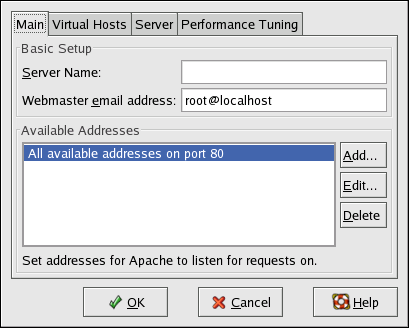 Main Virtual Hosts Server Performance Tuning
Basic Setup
Server Name:
Webmaster email address: root@localhost
Available Addresses
All available addresses on port 80
Add...
Edit...
Delete
Set addresses for Apache to listen for requests on.
OK Cancel Help